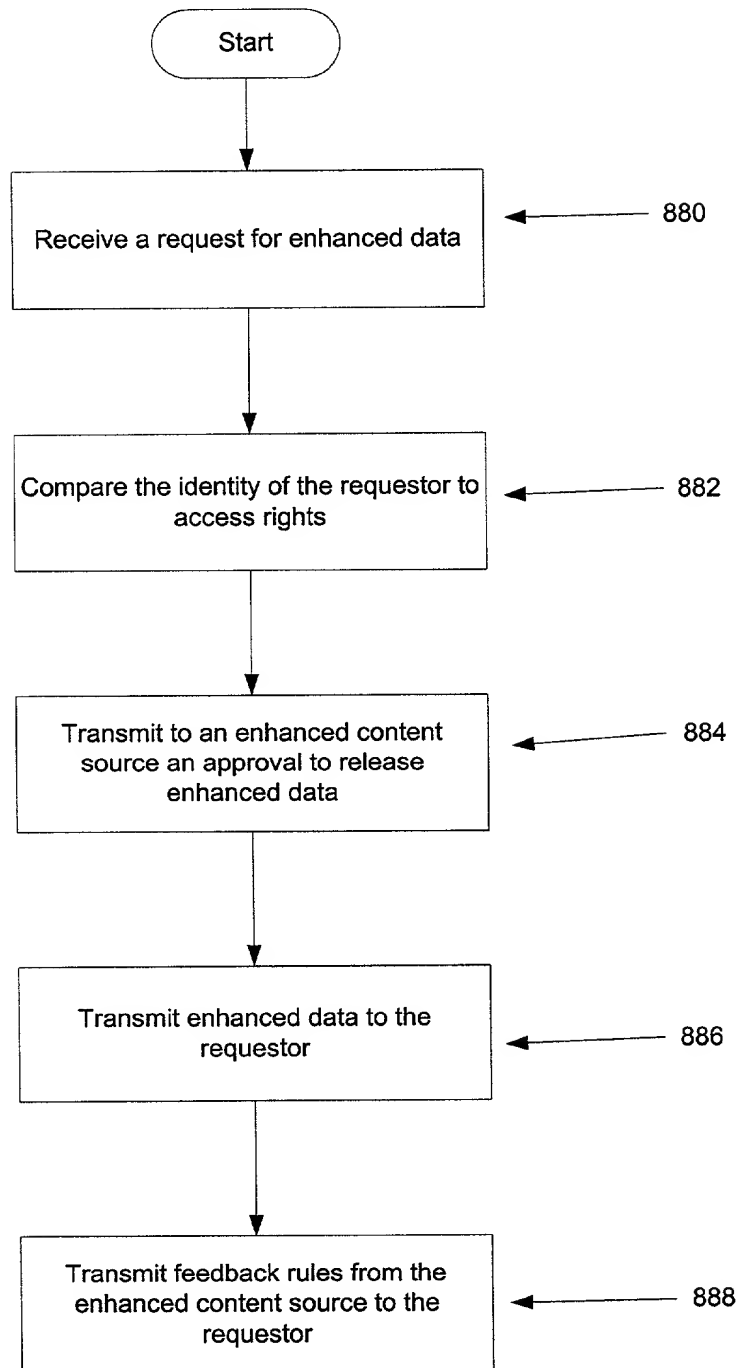 Start
Receive a request for enhanced data
880
Compare the identity of the requestor to
access rights
882
Transmit to an enhanced content
source an approval to release
enhanced data
884
Transmit enhanced data to the
requestor
886
Transmit feedback rules from the
enhanced content source to the
requestor
888